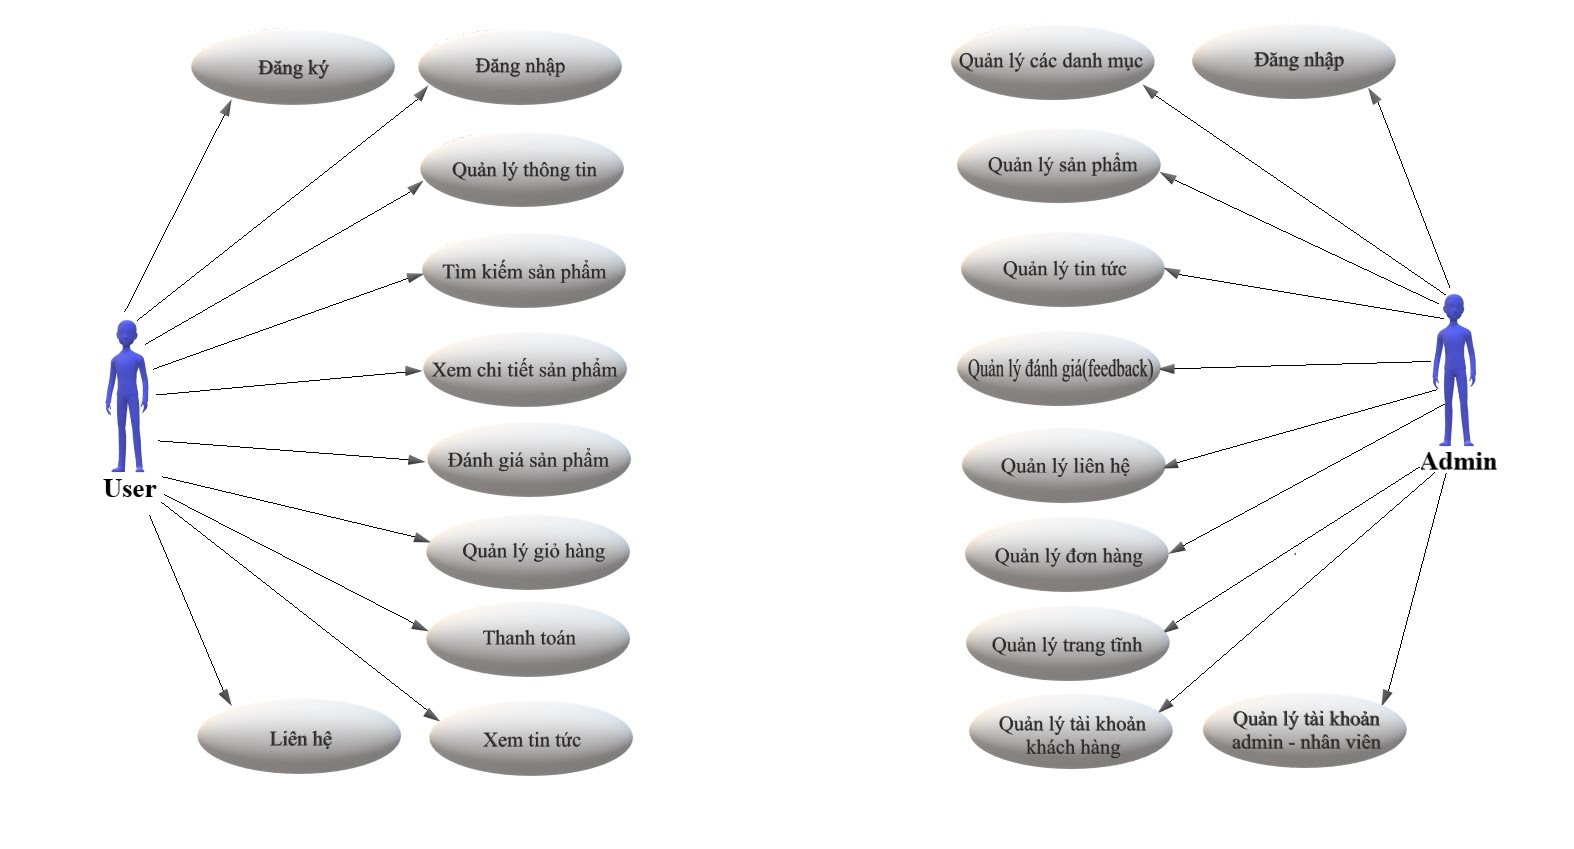 Đăng ký
Đăng nhập
Quản lý thông tin
Tìm kiếm sản phẩm
Xem chi tiết sản phẩm
Đánh giá sản phẩm
Quản lý giỏ hàng
Thanh toán
Xem tin tức
Liên hệ
User
Quản lý các danh mục
Đăng nhập
Quản lý sản phẩm
Quản lý tin tức
Quản lý đánh giá(feedback)
Quản lý liên hệ
Quản lý đơn hàng
Quản lý trang tĩnh
Quản lý tài khoản
khách hàng
Quản lý tài khoản
admin - nhân viên
Admin